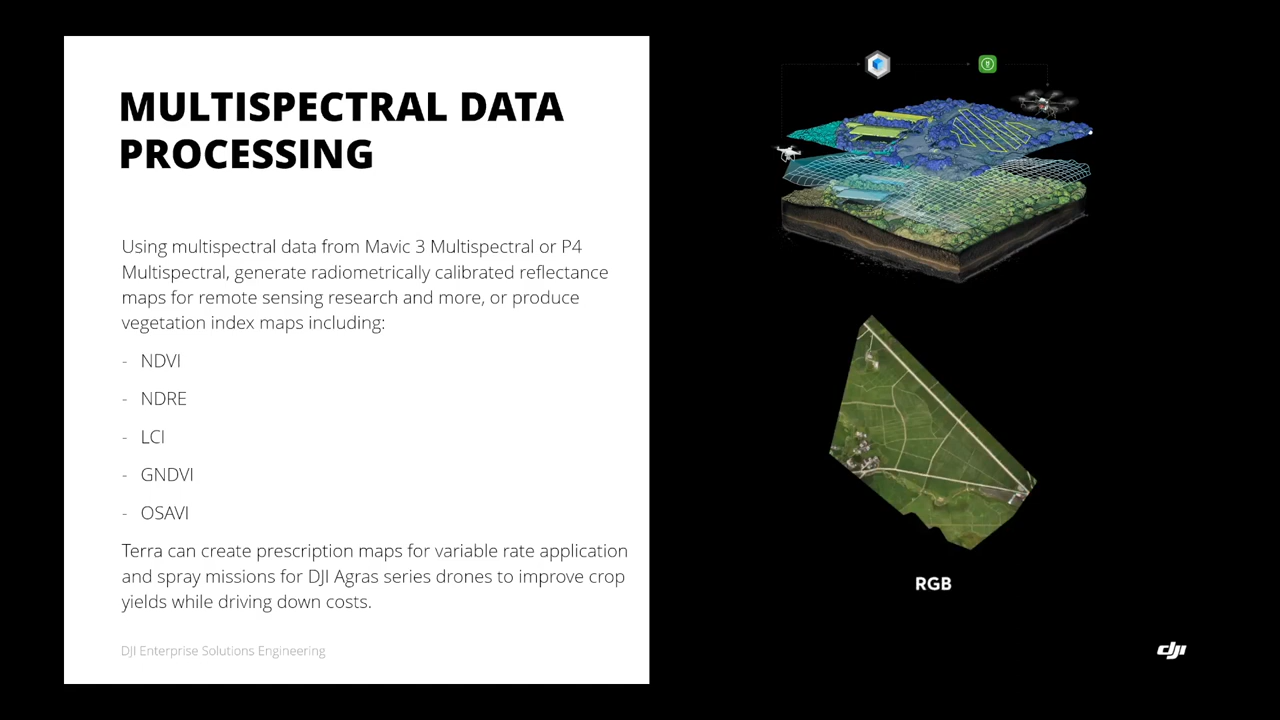 MULTISPECTRAL DATA
PROCESSING
Using multispectral data from Mavic 3 Multispectral or P4
Multispectral, generate radiometrically calibrated reflectance
maps for remote sensing research and more, or produce
vegetation index maps including:
- NDVI
- NDRE
- LCI
- GNDVI
- OSAVI
Terra can create prescription maps for variable rate application
and spray missions for DJI Agras series drones to improve crop
yields while driving down costs.
DJI Enterprise Solutions Engineering
RGB
dji